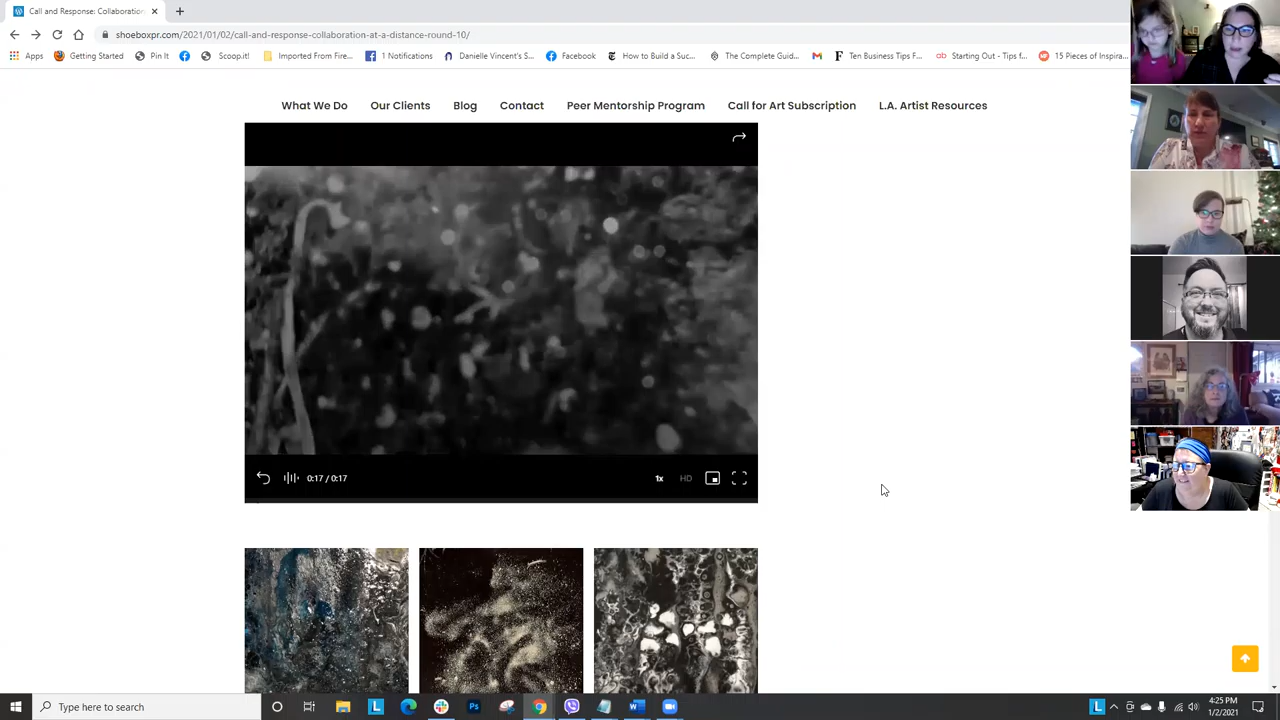 Call and Response: Collaboration
shoeboxpr.com/2021/01/02/call-and-response-collaboration-at-a-distance-round-10/
Apps Getting Started Pin It Scoop.it! Imported From Fire... 1 Notifications Danielle Vincent's S... Facebook How to Build a Suc... The Complete Guid... Ten Business Tips F... Starting Out - Tips f... 15 Pieces of Inspira...
What We Do Our Clients Blog Contact Peer Mentorship Program Call for Art Subscription L.A. Artist Resources
0:17 / 0:17 1x HD
Type here to search
4:25 PM
1/2/2021